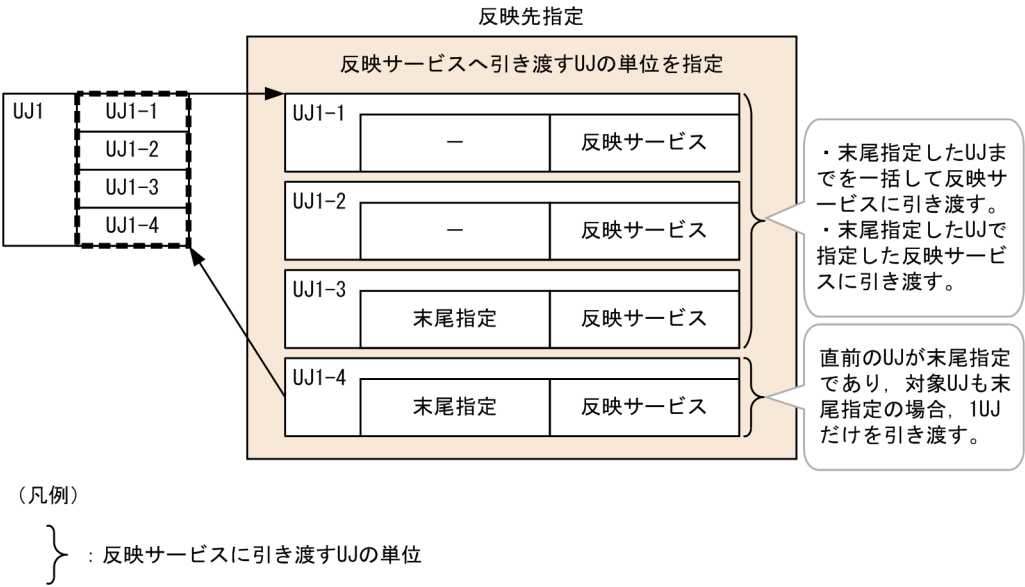 反映先指定
反映サービスへ引き渡すUJの単位を指定
UJ1
UJ1-1
UJ1-2
UJ1-3
UJ1-4
UJ1-1
－
反映サービス
UJ1-2
－
反映サービス
UJ1-3
末尾指定
反映サービス
UJ1-4
末尾指定
反映サービス
・末尾指定したUJま
でを一括して反映サ
ービスに引き渡す。
・末尾指定したUJで
指定した反映サービ
スに引き渡す。
直前のUJが末尾指定
であり，対象UJも末
尾指定の場合，1UJ
だけを引き渡す。
（凡例）
：反映サービスに引き渡すUJの単位